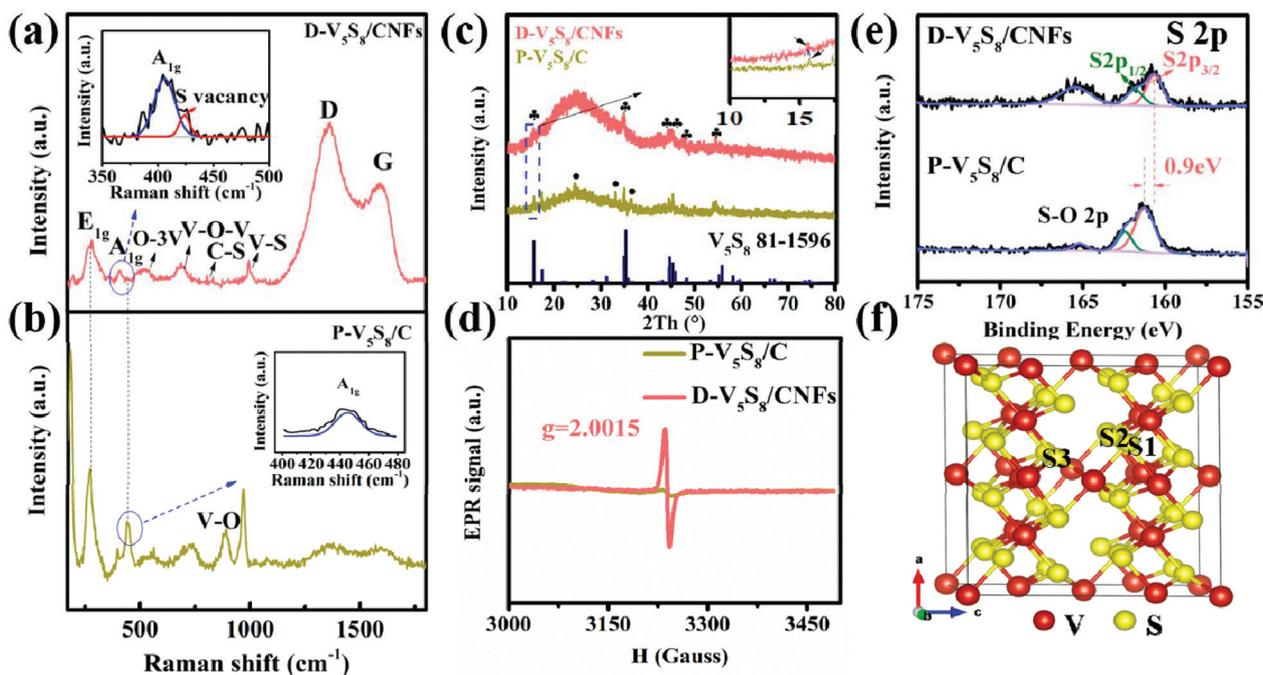 (a)
D-V₅S₈/CNFs
Intensity (a.u.)
A₁g
S vacancy
350 400 450 500
Raman shift (cm⁻¹)
D
G
E₁g
A₁g
O-3V
V-O-V
C-S
V-S
Intensity (a.u.)
(b)
P-V₅S₈/C
Intensity (a.u.)
A₁g
400 420 440 460 480
Raman shift (cm⁻¹)
V-O
Intensity (a.u.)
500 1000 1500
Raman shift (cm⁻¹)
(c)
D-V₅S₈/CNFs
P-V₅S₈/C
10 15
Intensity (a.u.)
V₅S₈ 81-1596
10 20 30 40 50 60 70 80
2Th (°)
(d)
P-V₅S₈/C
D-V₅S₈/CNFs
g=2.0015
EPR signal (a.u.)
3000 3150 3300 3450
H (Gauss)
(e)
D-V₅S₈/CNFs
S 2p
S2p₁/₂
S2p₃/₂
P-V₅S₈/C
0.9eV
S-O 2p
Intensity (a.u.)
175 170 165 160 155
Binding Energy (eV)
(f)
S2
S1
S3
a
b
c
V
S